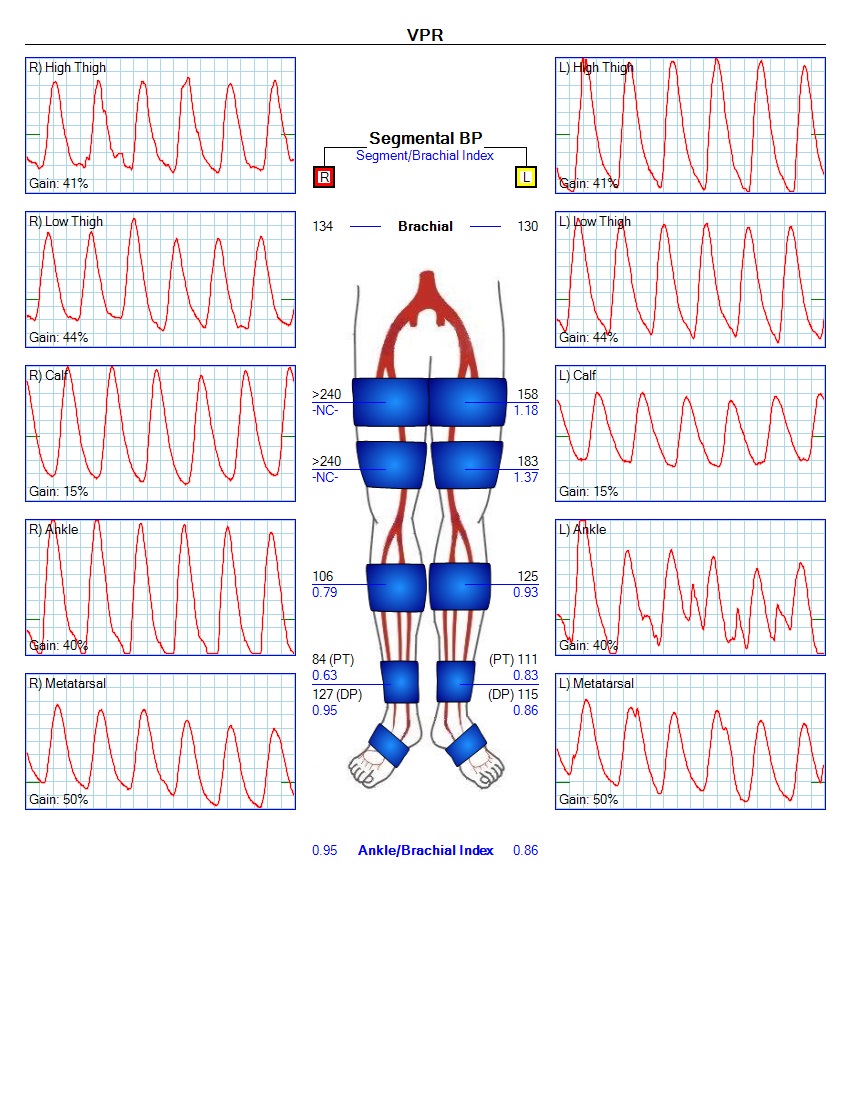 VPR
R) High Thigh
Gain: 41%
L) High Thigh
Gain: 41%
Segmental BP
Segment/Brachial Index
R
L
134 Brachial 130
R) Low Thigh
Gain: 44%
L) Low Thigh
Gain: 44%
R) Calf
Gain: 15%
L) Calf
Gain: 15%
>240 158
-NC- 1.18
>240 183
-NC- 1.37
R) Ankle
Gain: 40%
L) Ankle
Gain: 40%
106 125
0.79 0.93
84 (PT) (PT) 111
0.63 0.83
127 (DP) (DP) 115
0.95 0.86
R) Metatarsal
Gain: 50%
L) Metatarsal
Gain: 50%
0.95 Ankle/Brachial Index 0.86